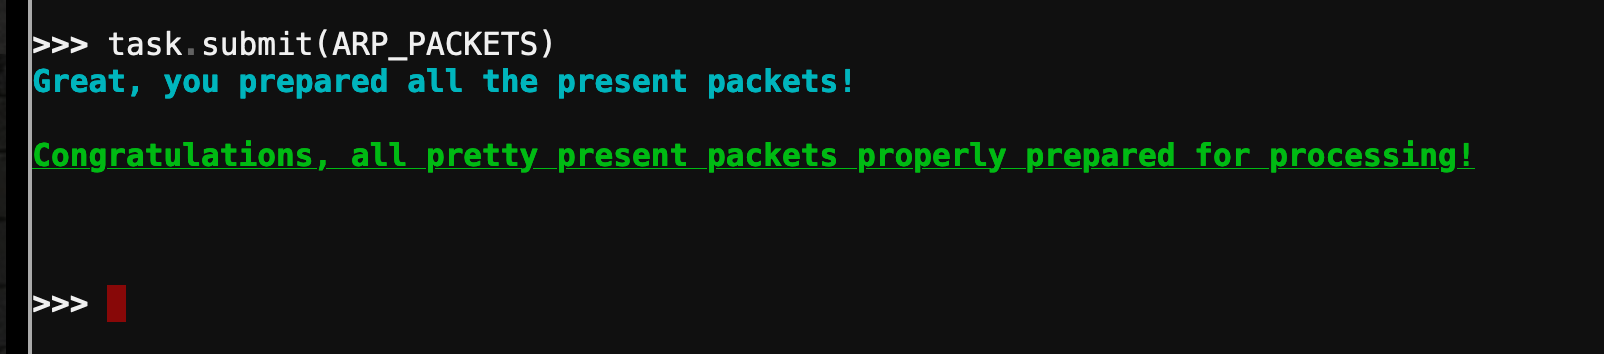 >>> task.submit(ARP_PACKETS)
Great, you prepared all the present packets!
Congratulations, all pretty present packets properly prepared for processing!
>>>